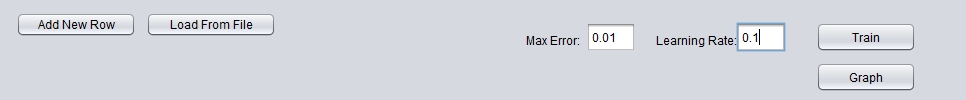 Add New Row Load From File
Max Error: 0.01 Learning Rate: 0.1 Train
Graph